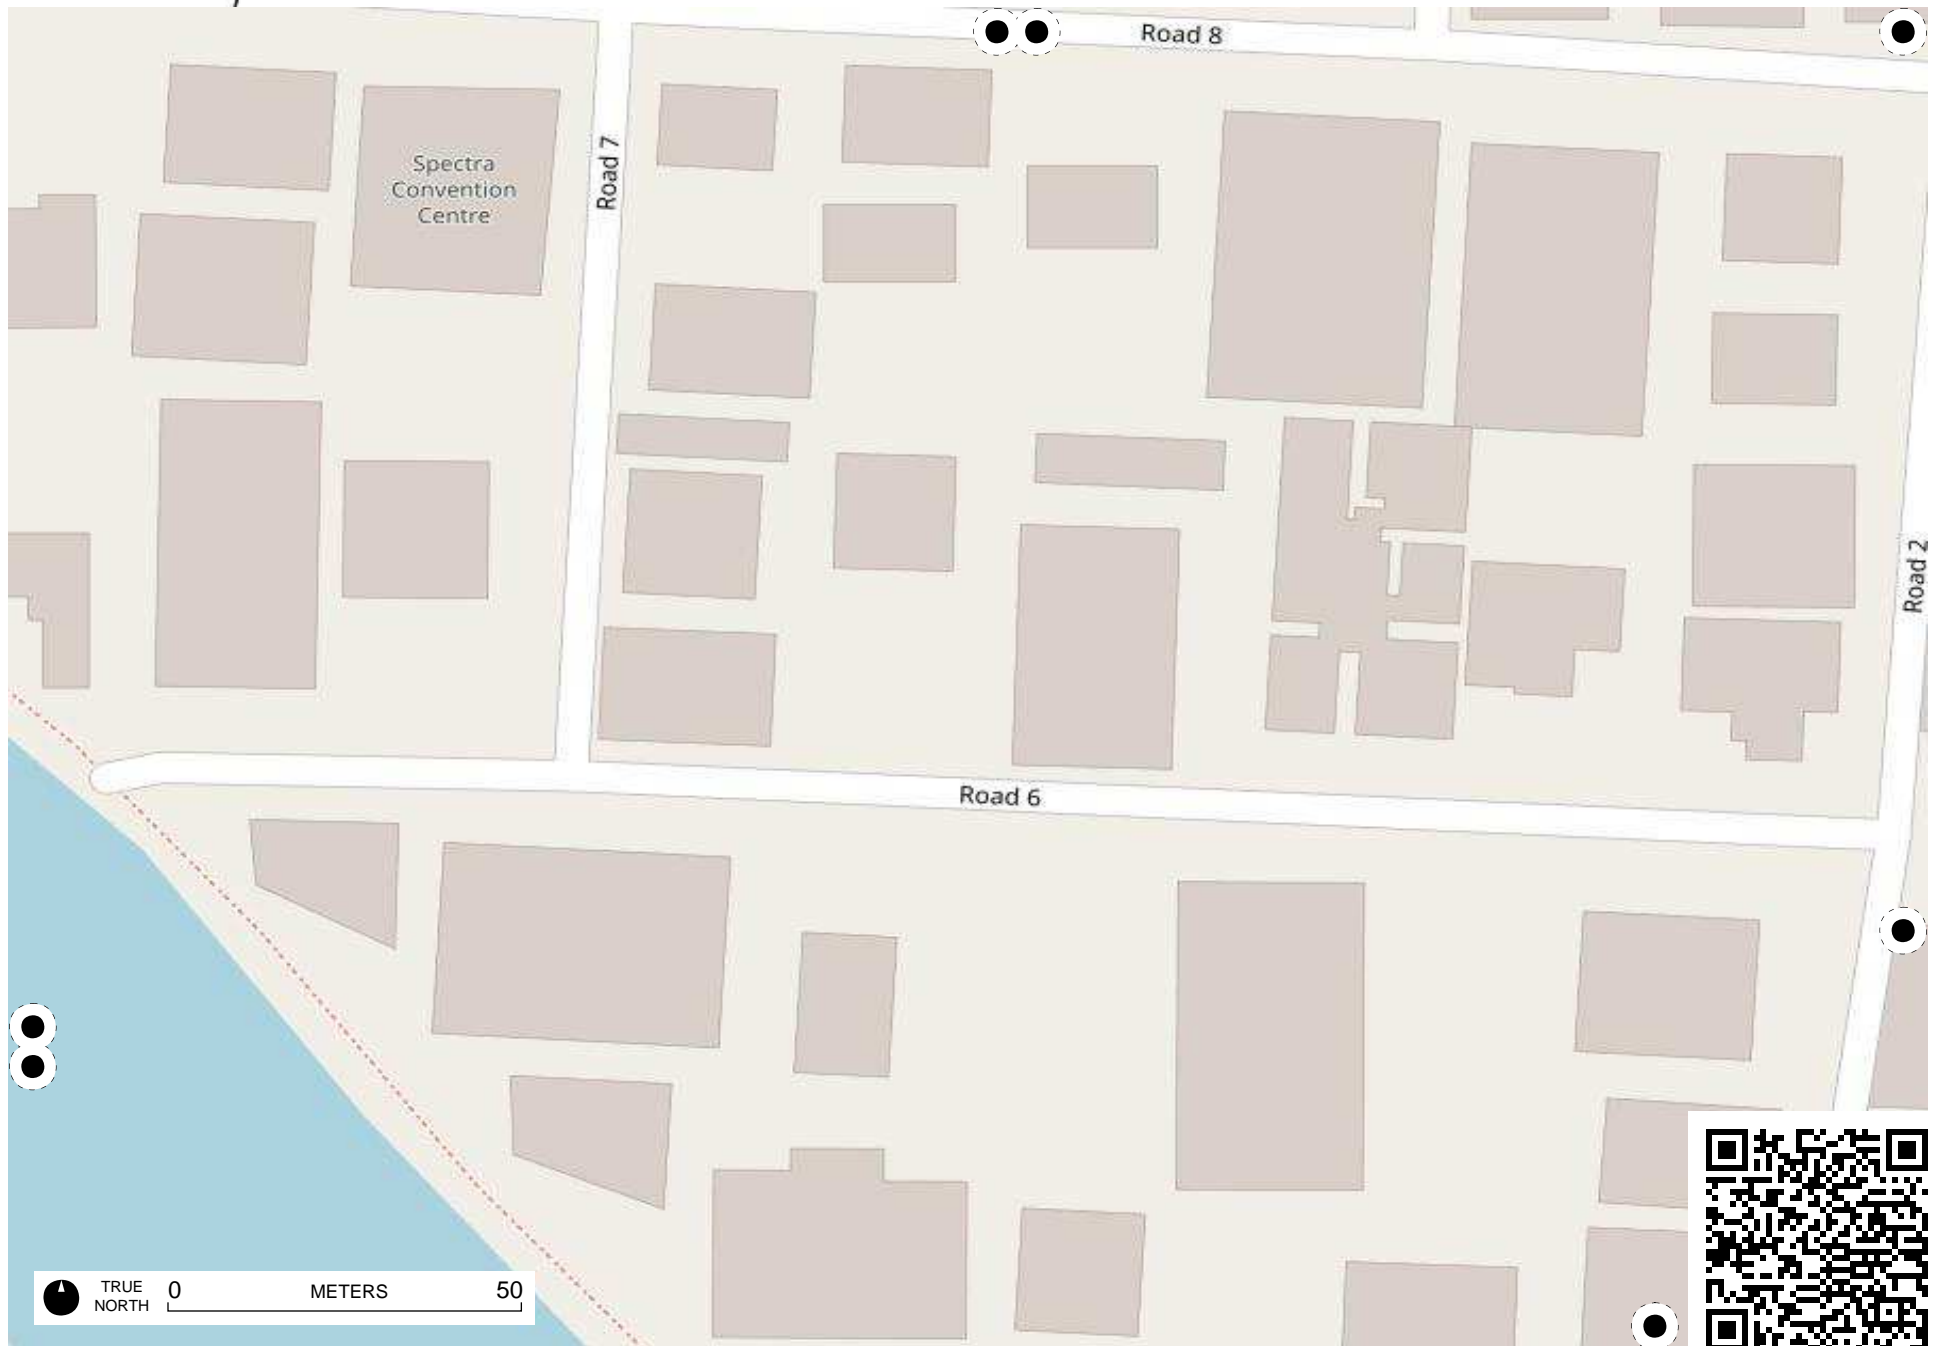 Road 8
Spectra
Convention
Centre
Road 7
Road 2
Road 6
TRUE
NORTH
0 METERS 50